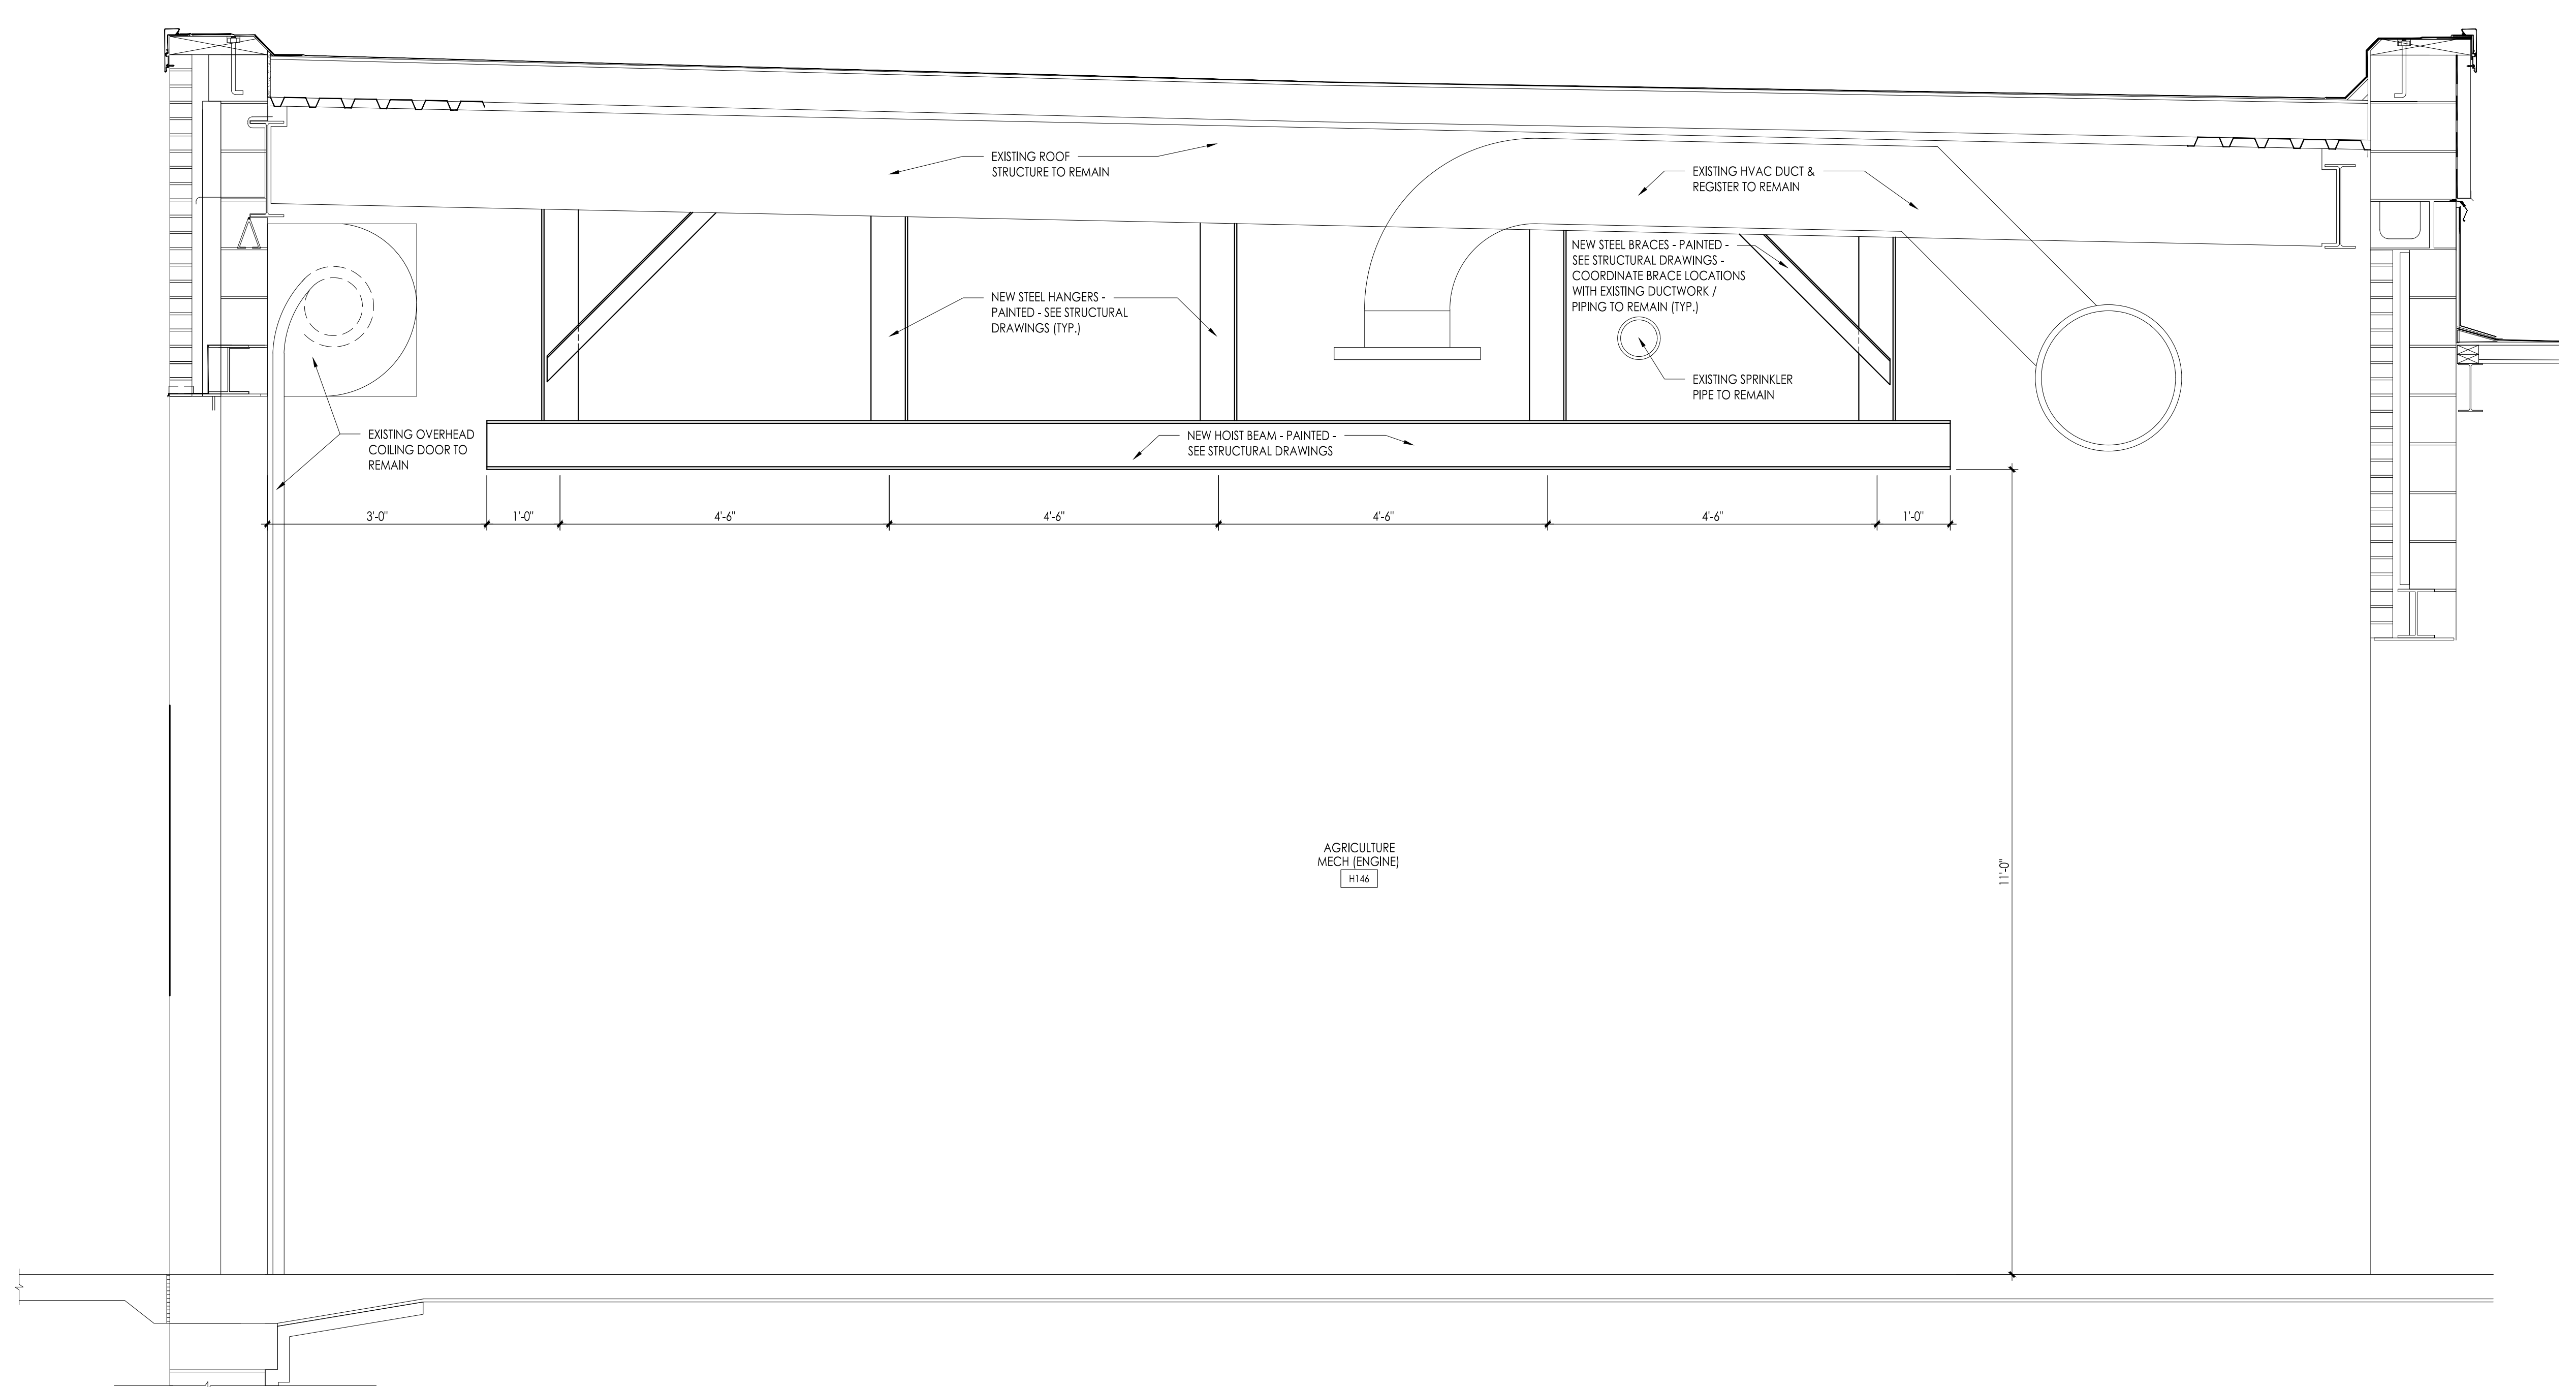 EXISTING ROOF
STRUCTURE TO REMAIN
EXISTING HVAC DUCT &
REGISTER TO REMAIN
NEW STEEL BRACES - PAINTED -
SEE STRUCTURAL DRAWINGS -
COORDINATE BRACE LOCATIONS
WITH EXISTING DUCTWORK /
PIPING TO REMAIN (TYP.)
NEW STEEL HANGERS -
PAINTED - SEE STRUCTURAL
DRAWINGS (TYP.)
EXISTING SPRINKLER
PIPE TO REMAIN
EXISTING OVERHEAD
COILING DOOR TO
REMAIN
NEW HOIST BEAM - PAINTED -
SEE STRUCTURAL DRAWINGS
3'-0"
1'-0"
4'-6"
4'-6"
4'-6"
4'-6"
1'-0"
AGRICULTURE
MECH (ENGINE)
H146
11'-0"